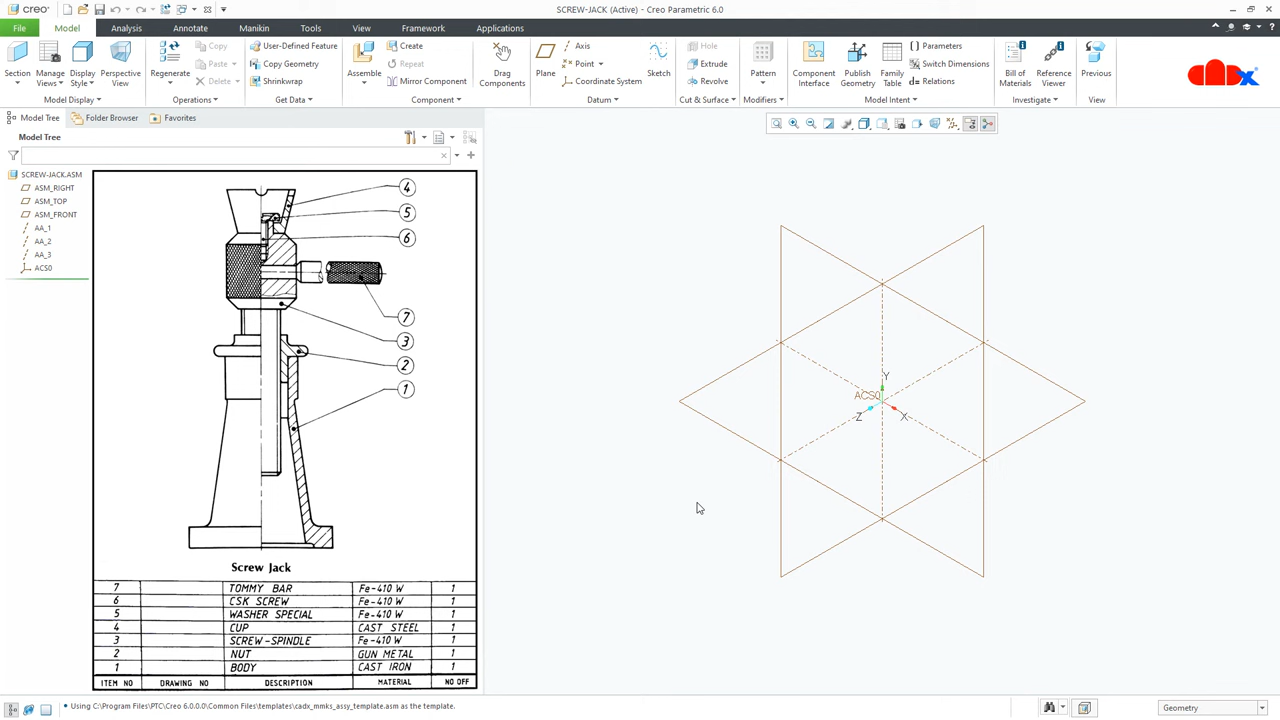 creo
SCREW-JACK (Active) - Creo Parametric 6.0
File Model Analysis Annotate Manikin Tools View Framework Applications
Section
Manage Views
Display Style
Perspective View
Model Display
Regenerate
Copy
Paste
Delete
Operations
User-Defined Feature
Copy Geometry
Shrinkwrap
Get Data
Assemble
Create
Repeat
Mirror Component
Drag Components
Component
Plane
Axis
Point
Coordinate System
Sketch
Datum
Hole
Extrude
Revolve
Cut & Surface
Pattern
Modifiers
Component Interface
Publish Geometry
Family Table
Parameters
Switch Dimensions
Relations
Model Intent
Bill of Materials
Reference Viewer
Investigate
Previous
View
CADX
Model Tree Folder Browser Favorites
Model Tree
SCREW-JACK.ASM
ASM_RIGHT
ASM_TOP
ASM_FRONT
AA_1
AA_2
AA_3
ACS0
4
5
6
7
3
2
1
Screw Jack
7 TOMMY BAR Fe-410 W 1
6 CSK SCREW Fe-410 W 1
5 WASHER SPECIAL Fe-410 W 1
4 CUP CAST STEEL 1
3 SCREW-SPINDLE Fe-410 W 1
2 NUT GUN METAL 1
1 BODY CAST IRON 1
ITEM NO DRAWING NO DESCRIPTION MATERIAL NO OFF
Y
ACS0
Z X
Using C:\Program Files\PTC\Creo 6.0.0.0\Common Files\templates\cadx_mmks_assy_template.asm as the template.
Geometry